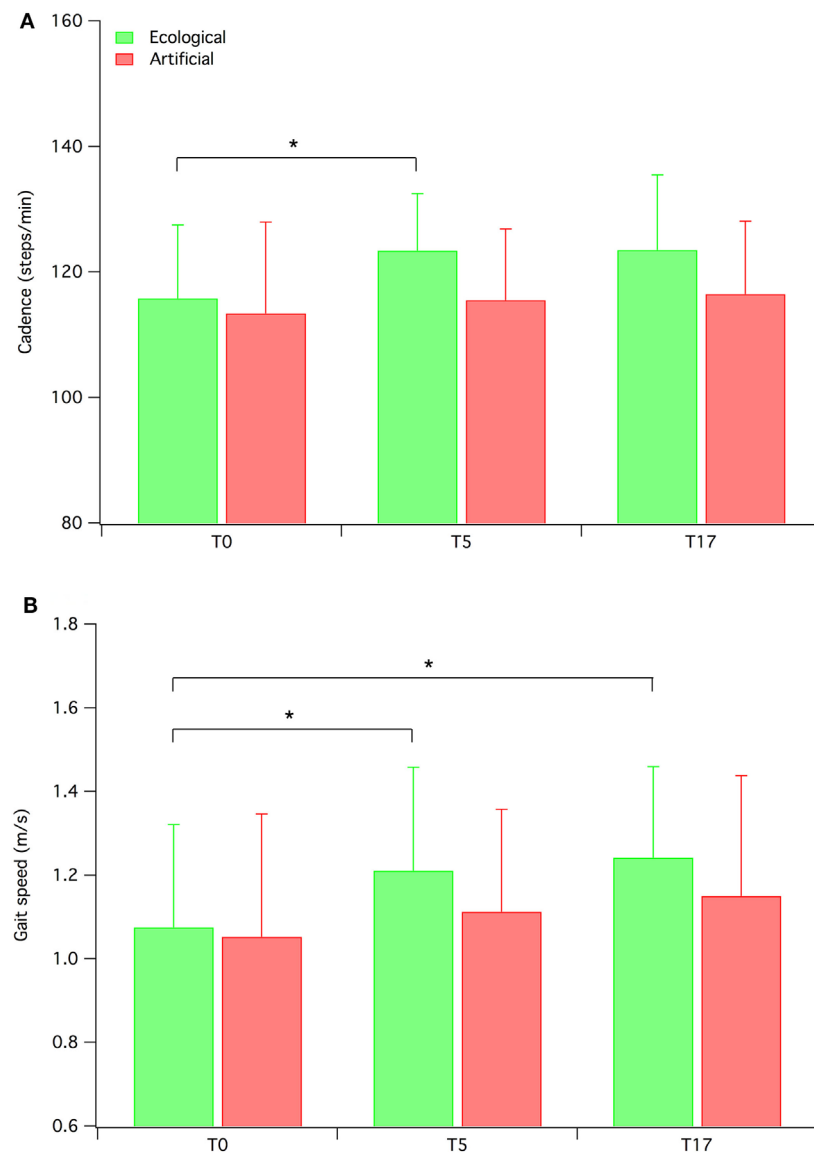 A
160
Ecological
Artificial
140
*
120
100
80
Cadence (steps/min)
T0 T5 T17
B
1.8
*
1.6
*
1.4
1.2
1.0
0.8
0.6
Gait speed (m/s)
T0 T5 T17